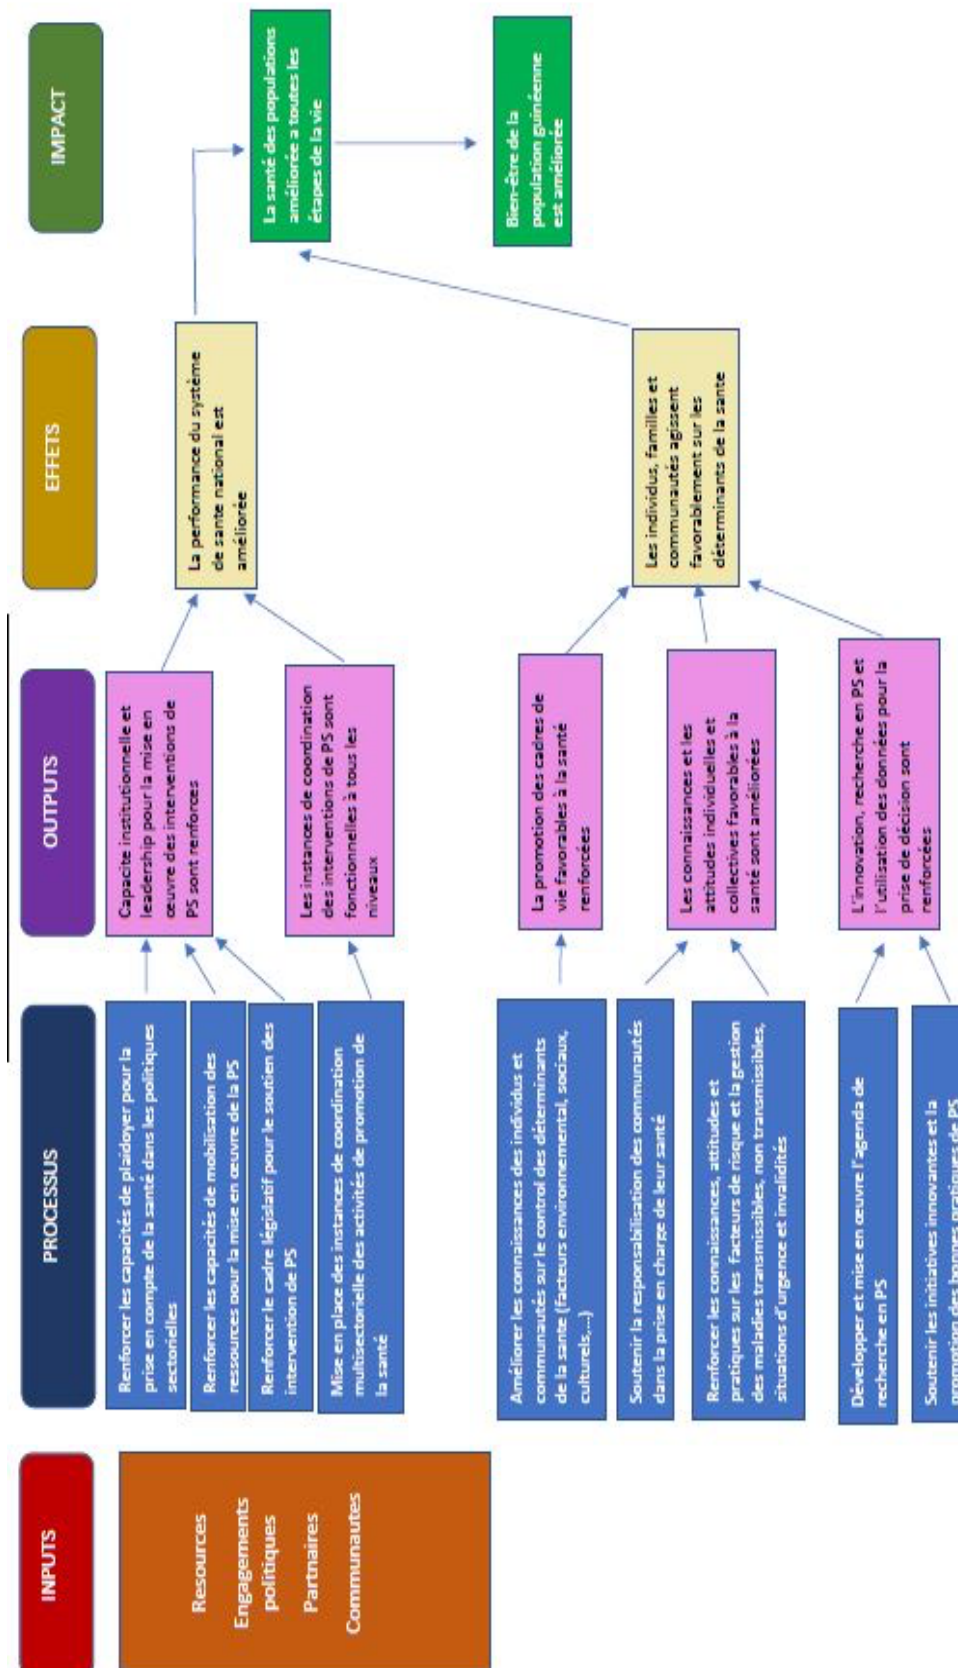 INPUTS
PROCESSUS
OUTPUTS
EFFETS
IMPACT
Resources
Engagements
politiques
Partnaires
Communautes
Renforcer les capacités de plaidoyer pour la
prise en compte de la santé dans les politiques
sectorielles
Renforcer les capacités de mobilisation des
ressources pour la mise en œuvre de la PS
Renforcer le cadre législatif pour le soutien des
intervention de PS
Mise en place des instances de coordination
multisectorielle des activités de promotion de
la santé
Améliorer les connaissances des individus et
communautés sur le control des déterminants
de la sante (facteurs environnemental, sociaux,
culturels,...)
Soutenir la responsabilisation des communautés
dans la prise en charge de leur santé
Renforcer les connaissances, attitudes et
pratiques sur les facteurs de risque et la gestion
des maladies transmissibles, non transmissibles,
situations d'urgence et invalidités
Développer et mise en œuvre l'agenda de
recherche en PS
Soutenir les initiatives innovantes et la
promotion des bonnes pratiques de PS
Capacite institutionnelle et
leadership pour la mise en
œuvre des interventions de
PS sont renforces
Les instances de coordination
des interventions de PS sont
fonctionnelles à tous les
niveaux
La promotion des cadres de
vie favorables à la santé
renforcées
Les connaissances et les
attitudes individuelles et
collectives favorables à la
santé sont améliorées
L'innovation, recherche en PS et
l'utilisation des données pour la
prise de décision sont
renforcées
La performance du système
de sante national est
améliorée
Les individus, familles et
communautés agissent
favorablement sur les
déterminants de la sante
La santé des populations
améliorée a toutes les
étapes de la vie
Bien-être de la
population guinéenne
est améliorée